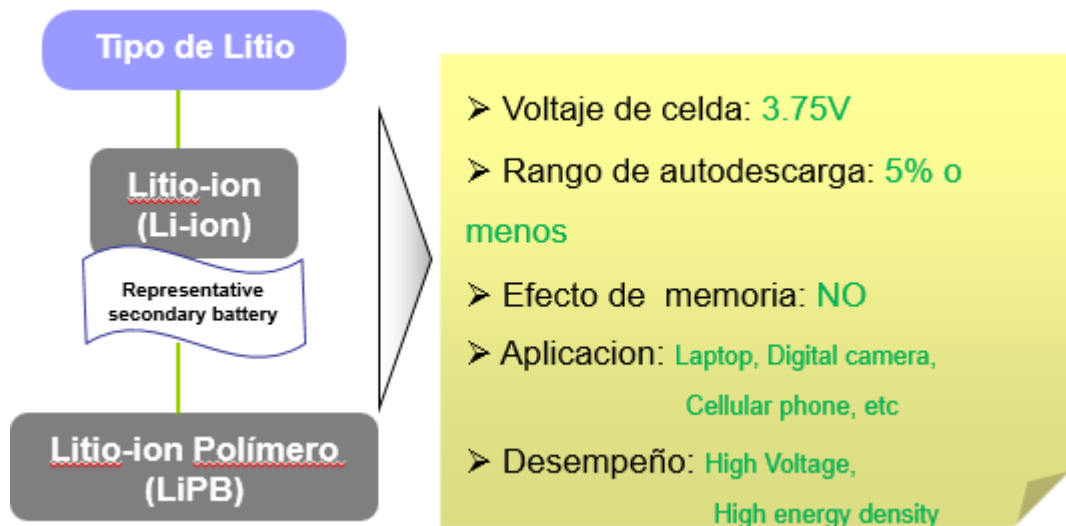 Tipo de Litio
Litio-ion
(Li-ion)
Representative
secondary battery
Litio-ion Polímero
(LiPB)
➢ Voltaje de celda: 3.75V
➢ Rango de autodescarga: 5% o
menos
➢ Efecto de memoria: NO
➢ Aplicacion: Laptop, Digital camera,
Cellular phone, etc
➢ Desempeño: High Voltage,
High energy density